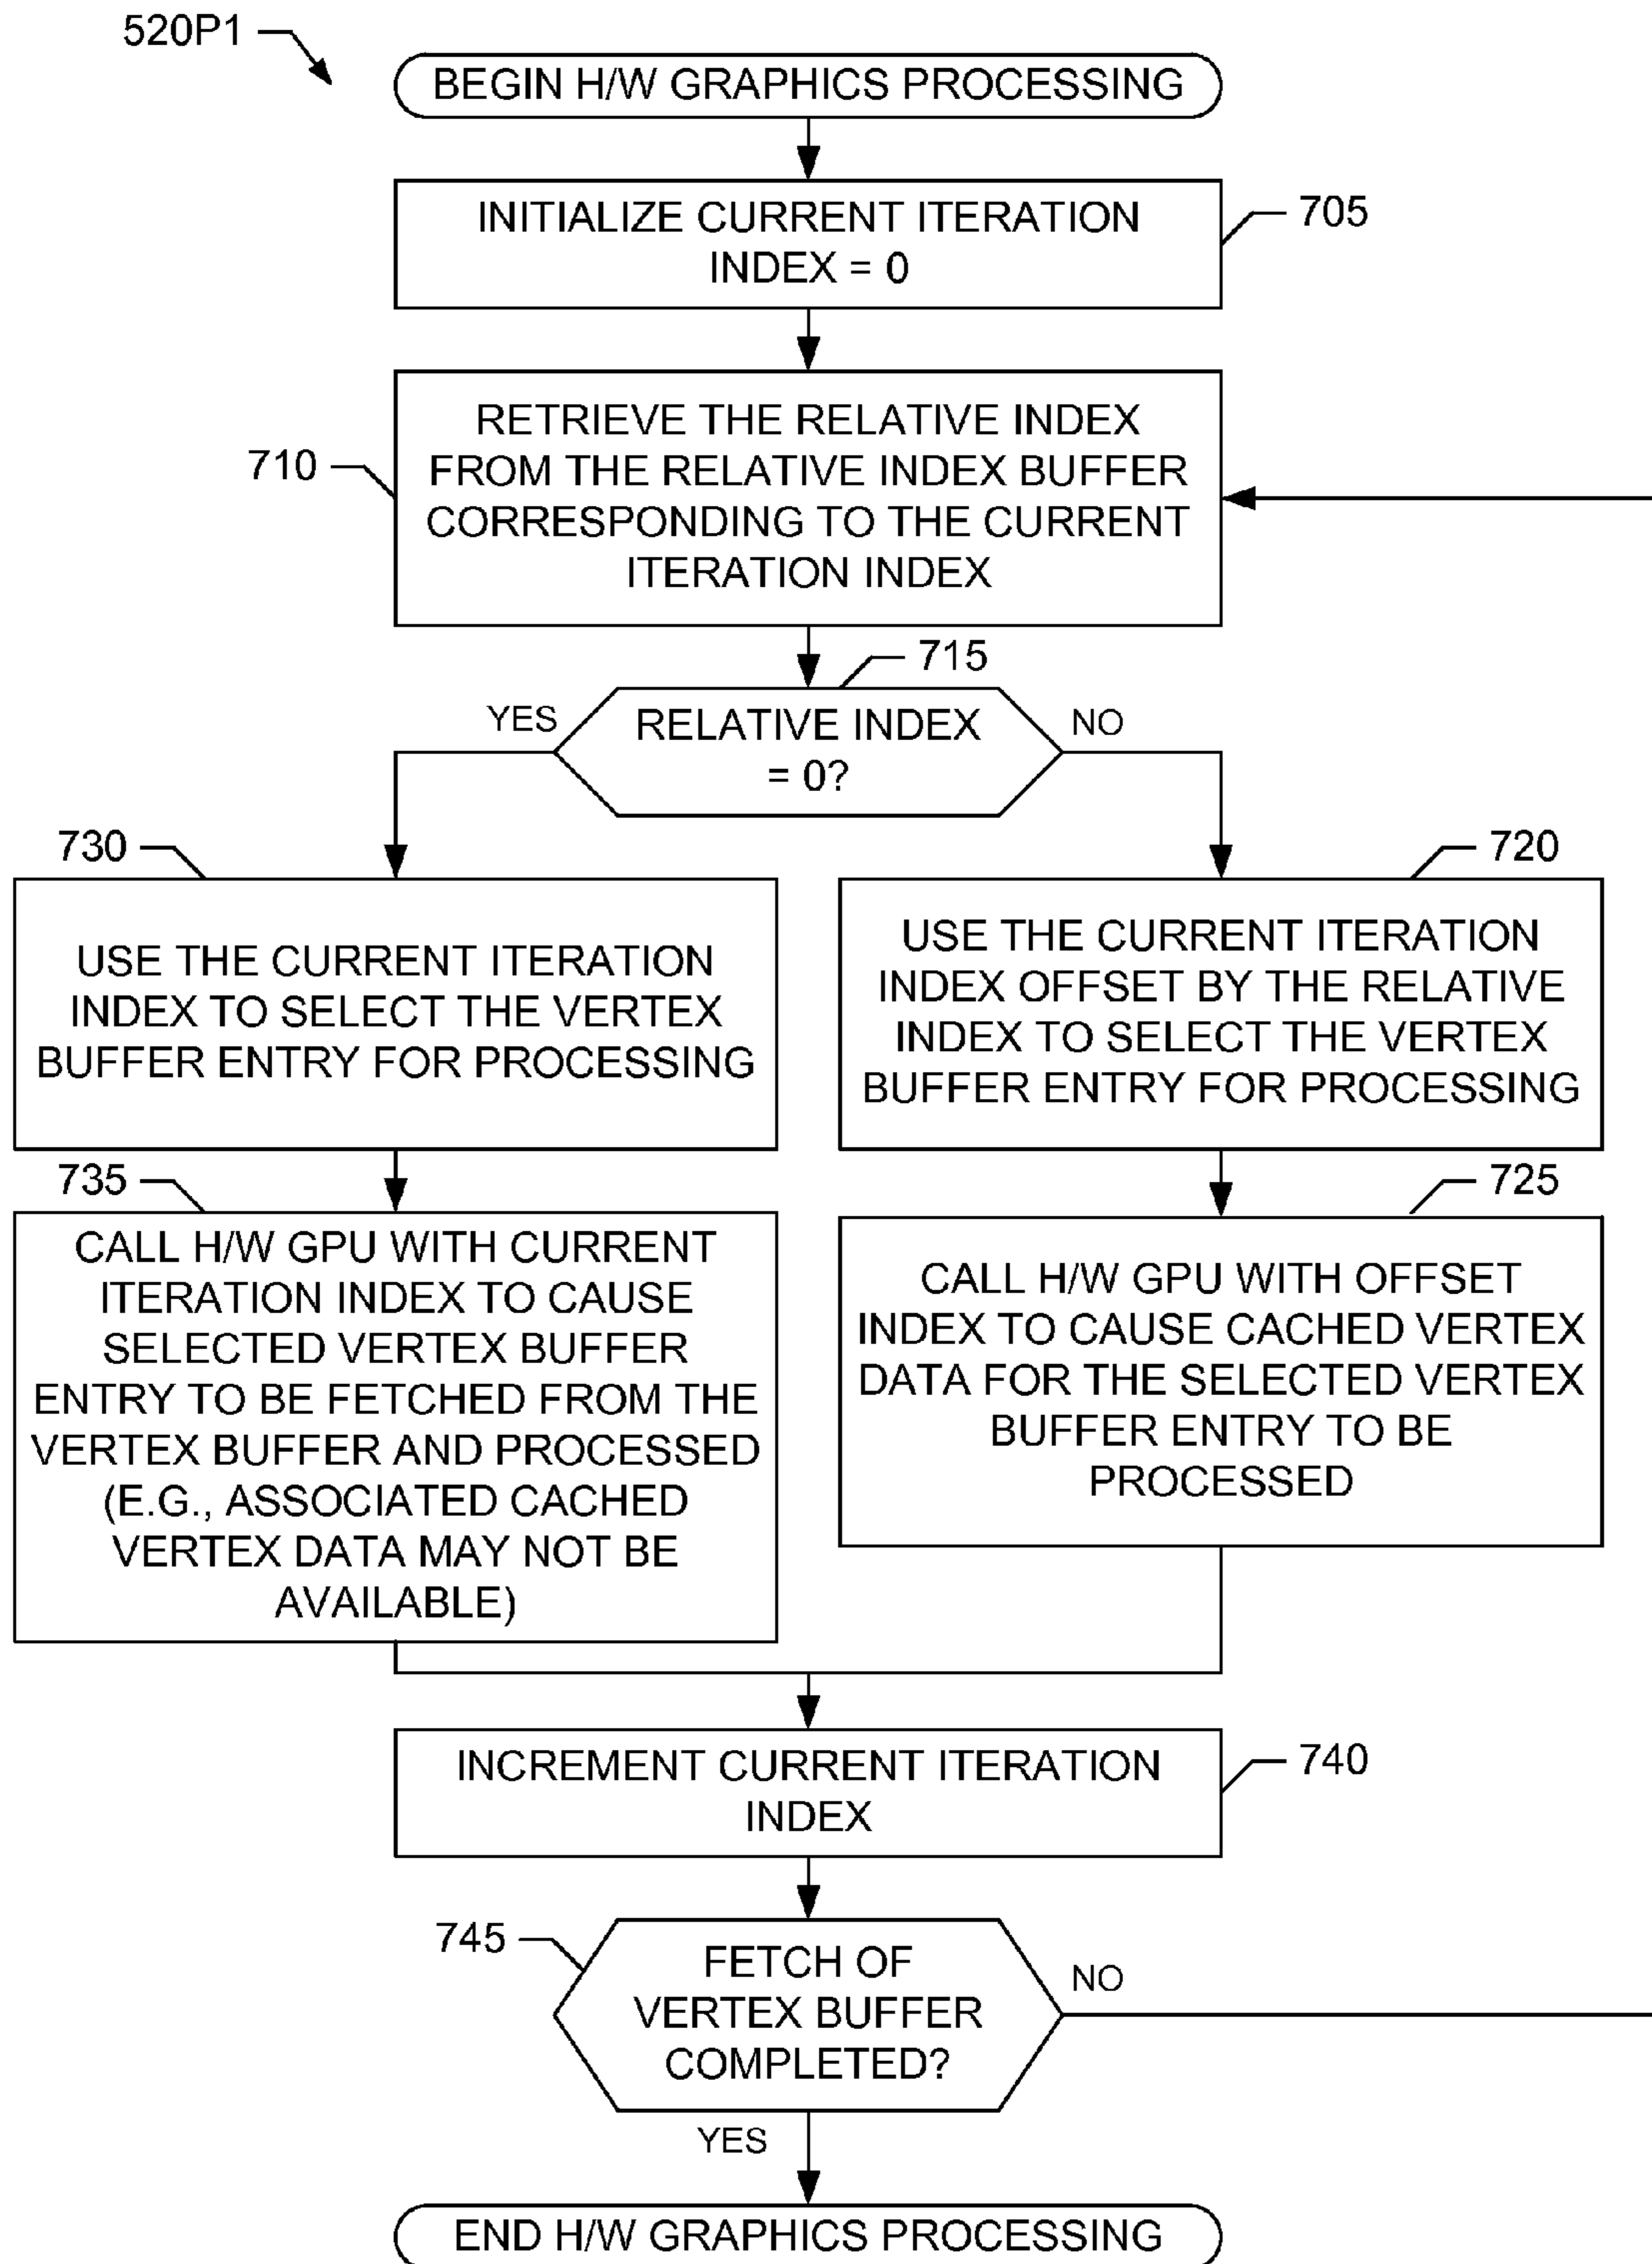 520P1
BEGIN H/W GRAPHICS PROCESSING
INITIALIZE CURRENT ITERATION
INDEX = 0
705
710
RETRIEVE THE RELATIVE INDEX
FROM THE RELATIVE INDEX BUFFER
CORRESPONDING TO THE CURRENT
ITERATION INDEX
715
YES
RELATIVE INDEX
= 0?
NO
730
USE THE CURRENT ITERATION
INDEX TO SELECT THE VERTEX
BUFFER ENTRY FOR PROCESSING
720
USE THE CURRENT ITERATION
INDEX OFFSET BY THE RELATIVE
INDEX TO SELECT THE VERTEX
BUFFER ENTRY FOR PROCESSING
735
CALL H/W GPU WITH CURRENT
ITERATION INDEX TO CAUSE
SELECTED VERTEX BUFFER
ENTRY TO BE FETCHED FROM THE
VERTEX BUFFER AND PROCESSED
(E.G., ASSOCIATED CACHED
VERTEX DATA MAY NOT BE
AVAILABLE)
725
CALL H/W GPU WITH OFFSET
INDEX TO CAUSE CACHED VERTEX
DATA FOR THE SELECTED VERTEX
BUFFER ENTRY TO BE
PROCESSED
INCREMENT CURRENT ITERATION
INDEX
740
745
FETCH OF
VERTEX BUFFER
COMPLETED?
NO
YES
END H/W GRAPHICS PROCESSING